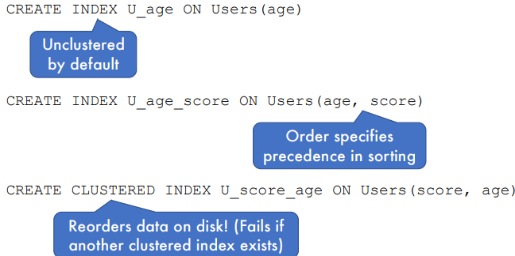 CREATE INDEX U_age ON Users(age)
Unclustered
by default
CREATE INDEX U_age_score ON Users(age, score)
Order specifies
precedence in sorting
CREATE CLUSTERED INDEX U_score_age ON Users(score, age)
Reorders data on disk! (Fails if
another clustered index exists)